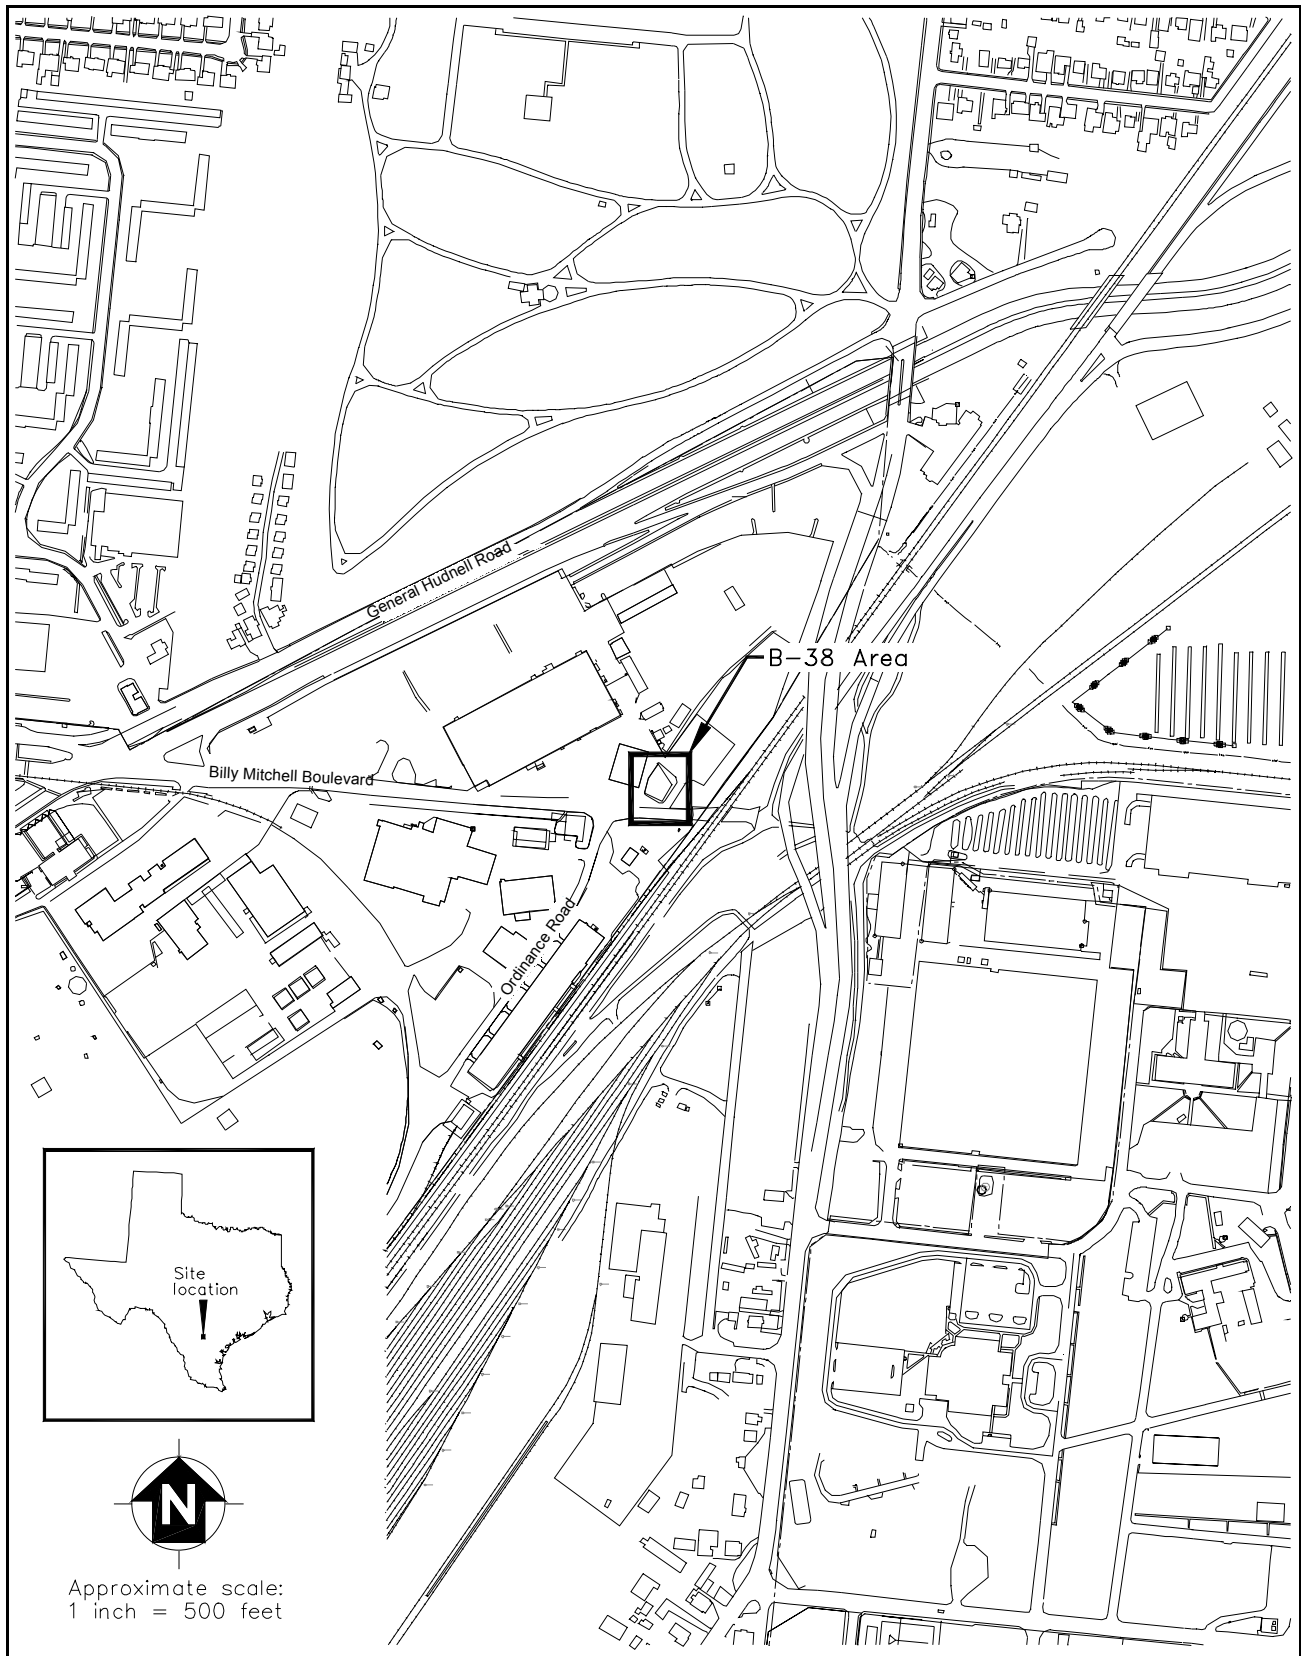 General Hudnell Road
B-38 Area
Billy Mitchell Boulevard
Ordinance Road
Site
location
N
Approximate scale:
1 inch = 500 feet